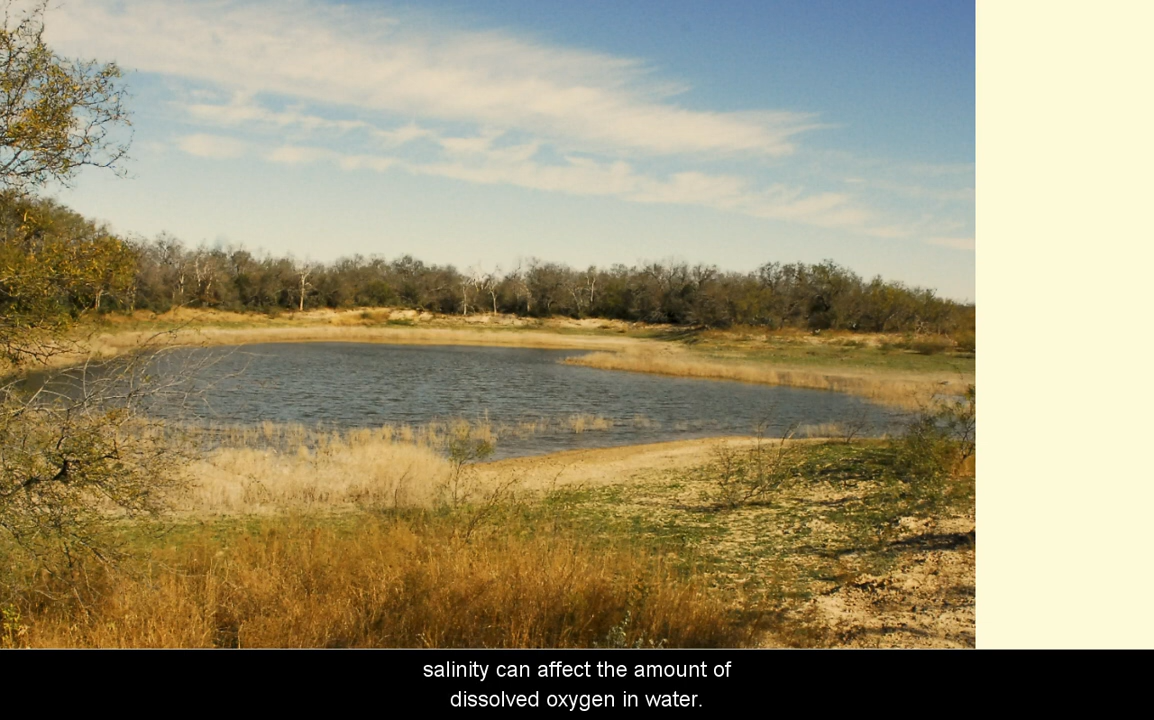 salinity can affect the amount of
dissolved oxygen in water.